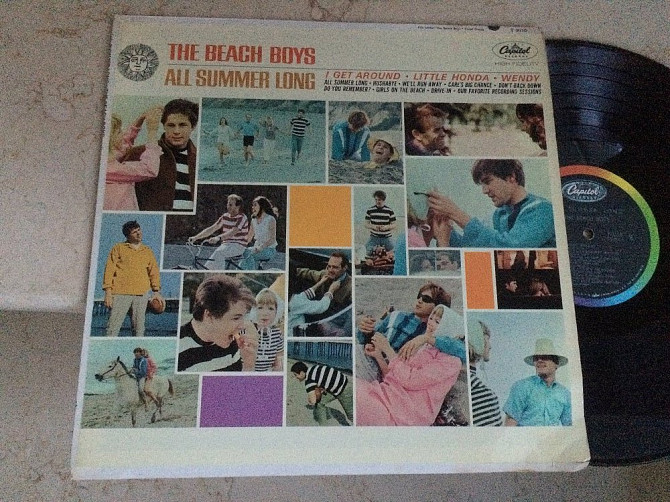 THE BEACH BOYS
ALL SUMMER LONG
Capitol
HIGH FIDELITY
I GET AROUND • LITTLE HONDA • WENDY
ALL SUMMER LONG • HUSHABYE • WE'LL RUN AWAY • CARL'S BIG CHANCE • DON'T BACK DOWN
DO YOU REMEMBER? • GIRLS ON THE BEACH • DRIVE-IN • OUR FAVORITE RECORDING SESSIONS
Capitol